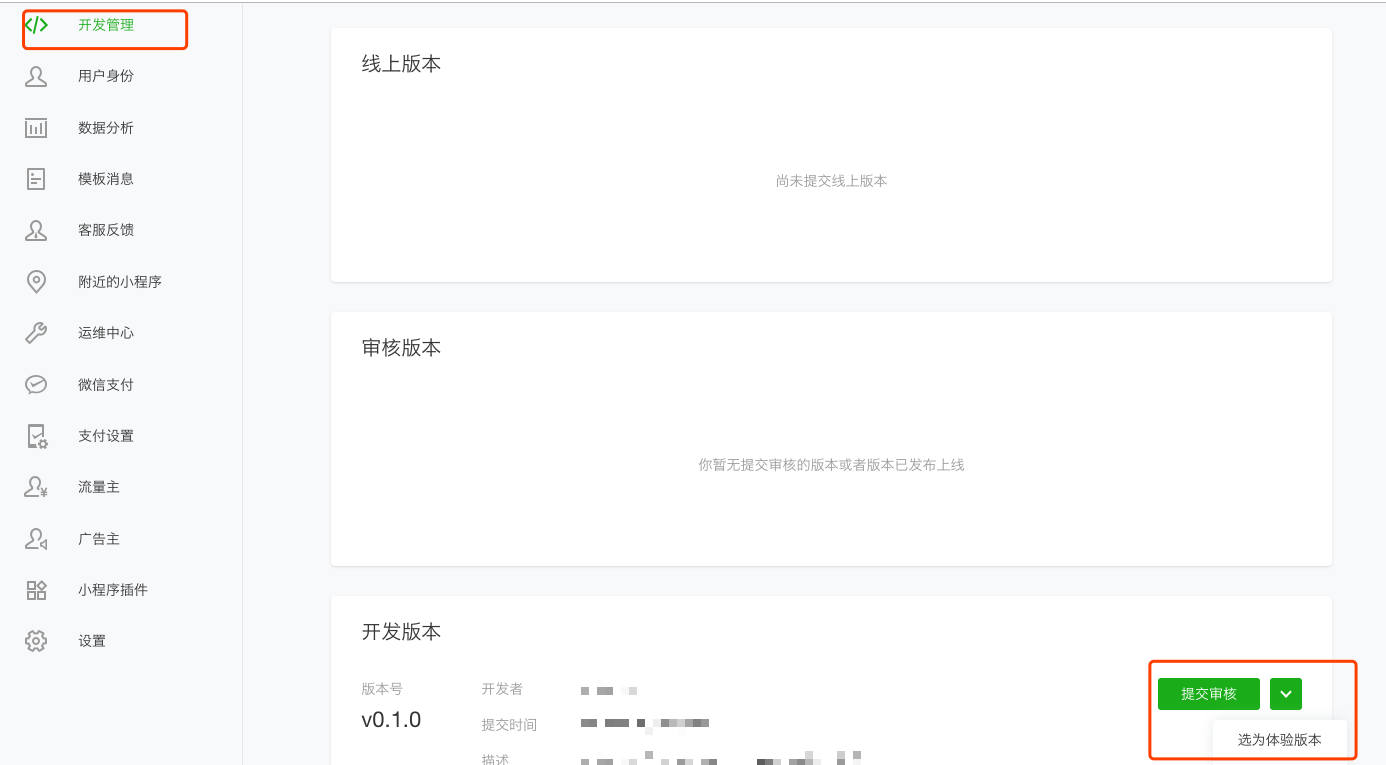 开发管理
用户身份
数据分析
模板消息
客服反馈
附近的小程序
运维中心
微信支付
支付设置
流量主
广告主
小程序插件
设置
线上版本
尚未提交线上版本
审核版本
你暂无提交审核的版本或者版本已发布上线
开发版本
版本号
v0.1.0
开发者
提交时间
描述
提交审核
选为体验版本